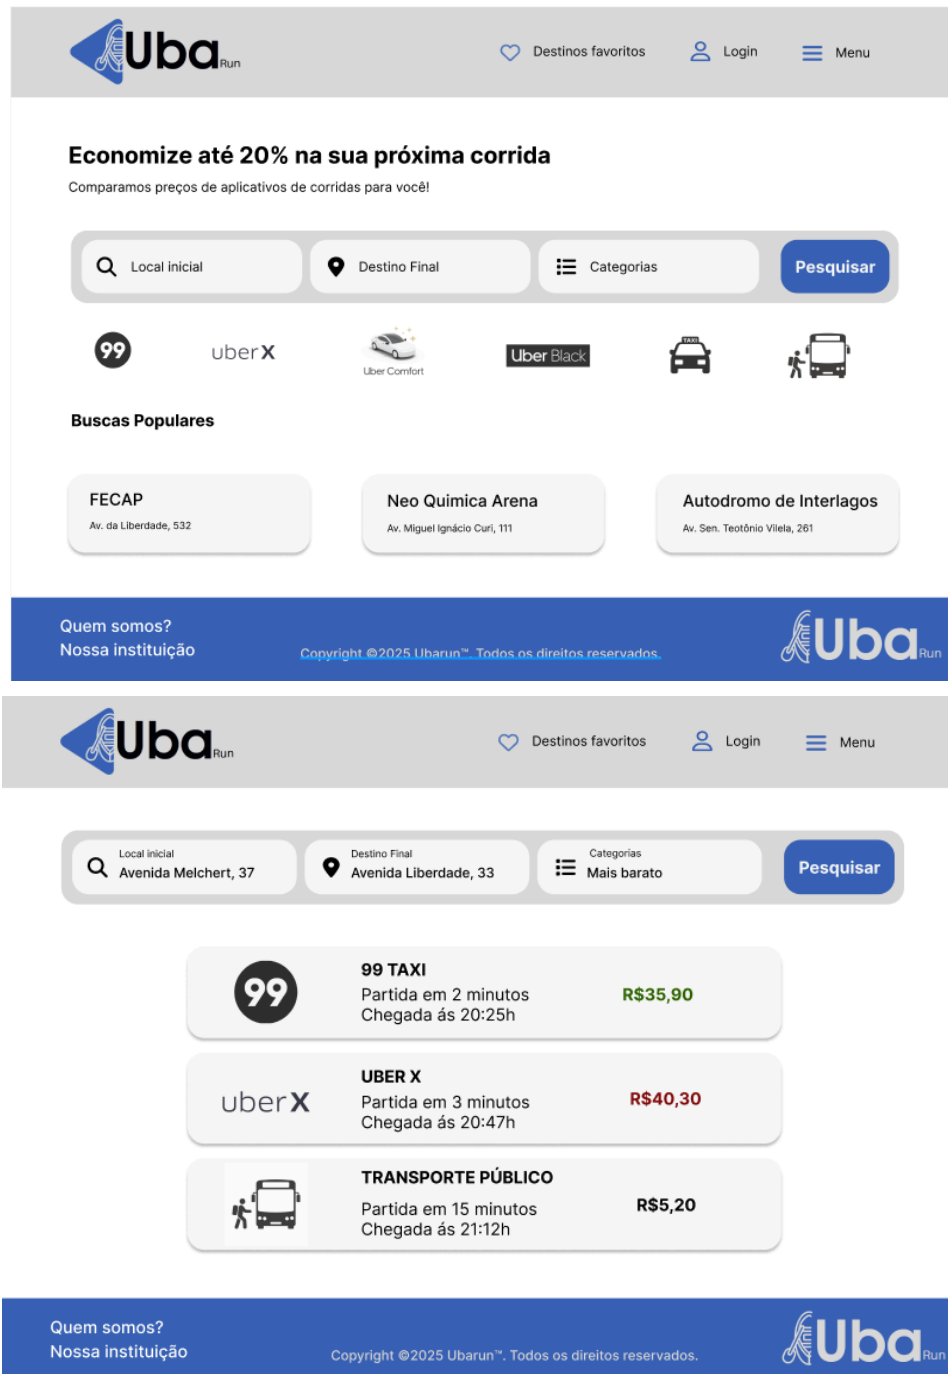 Uba Run
Destinos favoritos
Login
Menu
Economize até 20% na sua próxima corrida
Comparamos preços de aplicativos de corridas para você!
Local inicial
Destino Final
Categorias
Pesquisar
99
uber X
Uber Comfort
Uber Black
TAXI
Buscas Populares
FECAP
Av. da Liberdade, 532
Neo Quimica Arena
Av. Miguel Ignácio Curi, 111
Autodromo de Interlagos
Av. Sen. Teotônio Vilela, 261
Quem somos?
Nossa instituição
Copyright ©2025 Ubarun™. Todos os direitos reservados.
Uba Run
Uba Run
Destinos favoritos
Login
Menu
Local inicial
Avenida Melchert, 37
Destino Final
Avenida Liberdade, 33
Categorias
Mais barato
Pesquisar
99
99 TAXI
Partida em 2 minutos
Chegada ás 20:25h
R$35,90
uber X
UBER X
Partida em 3 minutos
Chegada ás 20:47h
R$40,30
TRANSPORTE PÚBLICO
Partida em 15 minutos
Chegada ás 21:12h
R$5,20
Quem somos?
Nossa instituição
Copyright ©2025 Ubarun™. Todos os direitos reservados.
Uba Run